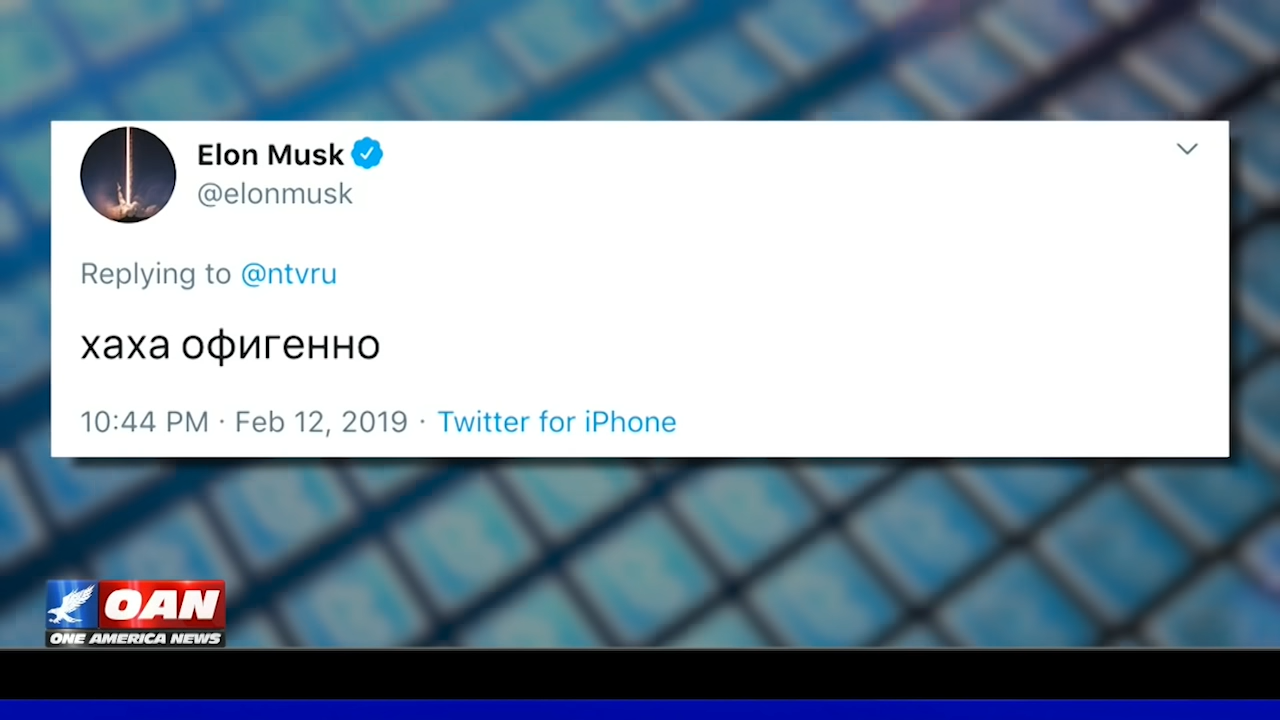 Elon Musk
@elonmusk
Replying to @ntvru
хаха офигенно
10:44 PM · Feb 12, 2019 · Twitter for iPhone
OAN
ONE AMERICA NEWS